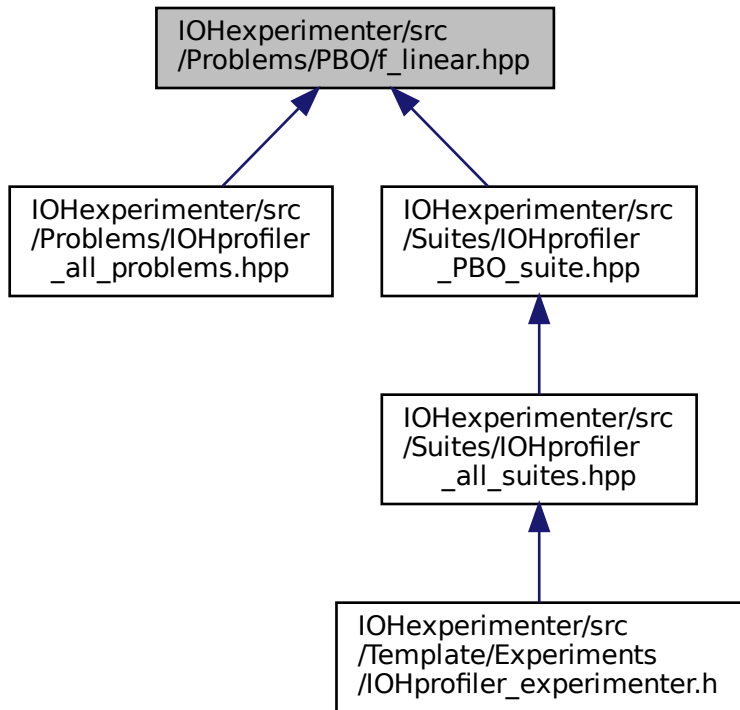 IOHexperimenter/src
/Problems/PBO/f_linear.hpp
IOHexperimenter/src
/Problems/IOHprofiler
_all_problems.hpp
IOHexperimenter/src
/Suites/IOHprofiler
_PBO_suite.hpp
IOHexperimenter/src
/Suites/IOHprofiler
_all_suites.hpp
IOHexperimenter/src
/Template/Experiments
/IOHprofiler_experimenter.h